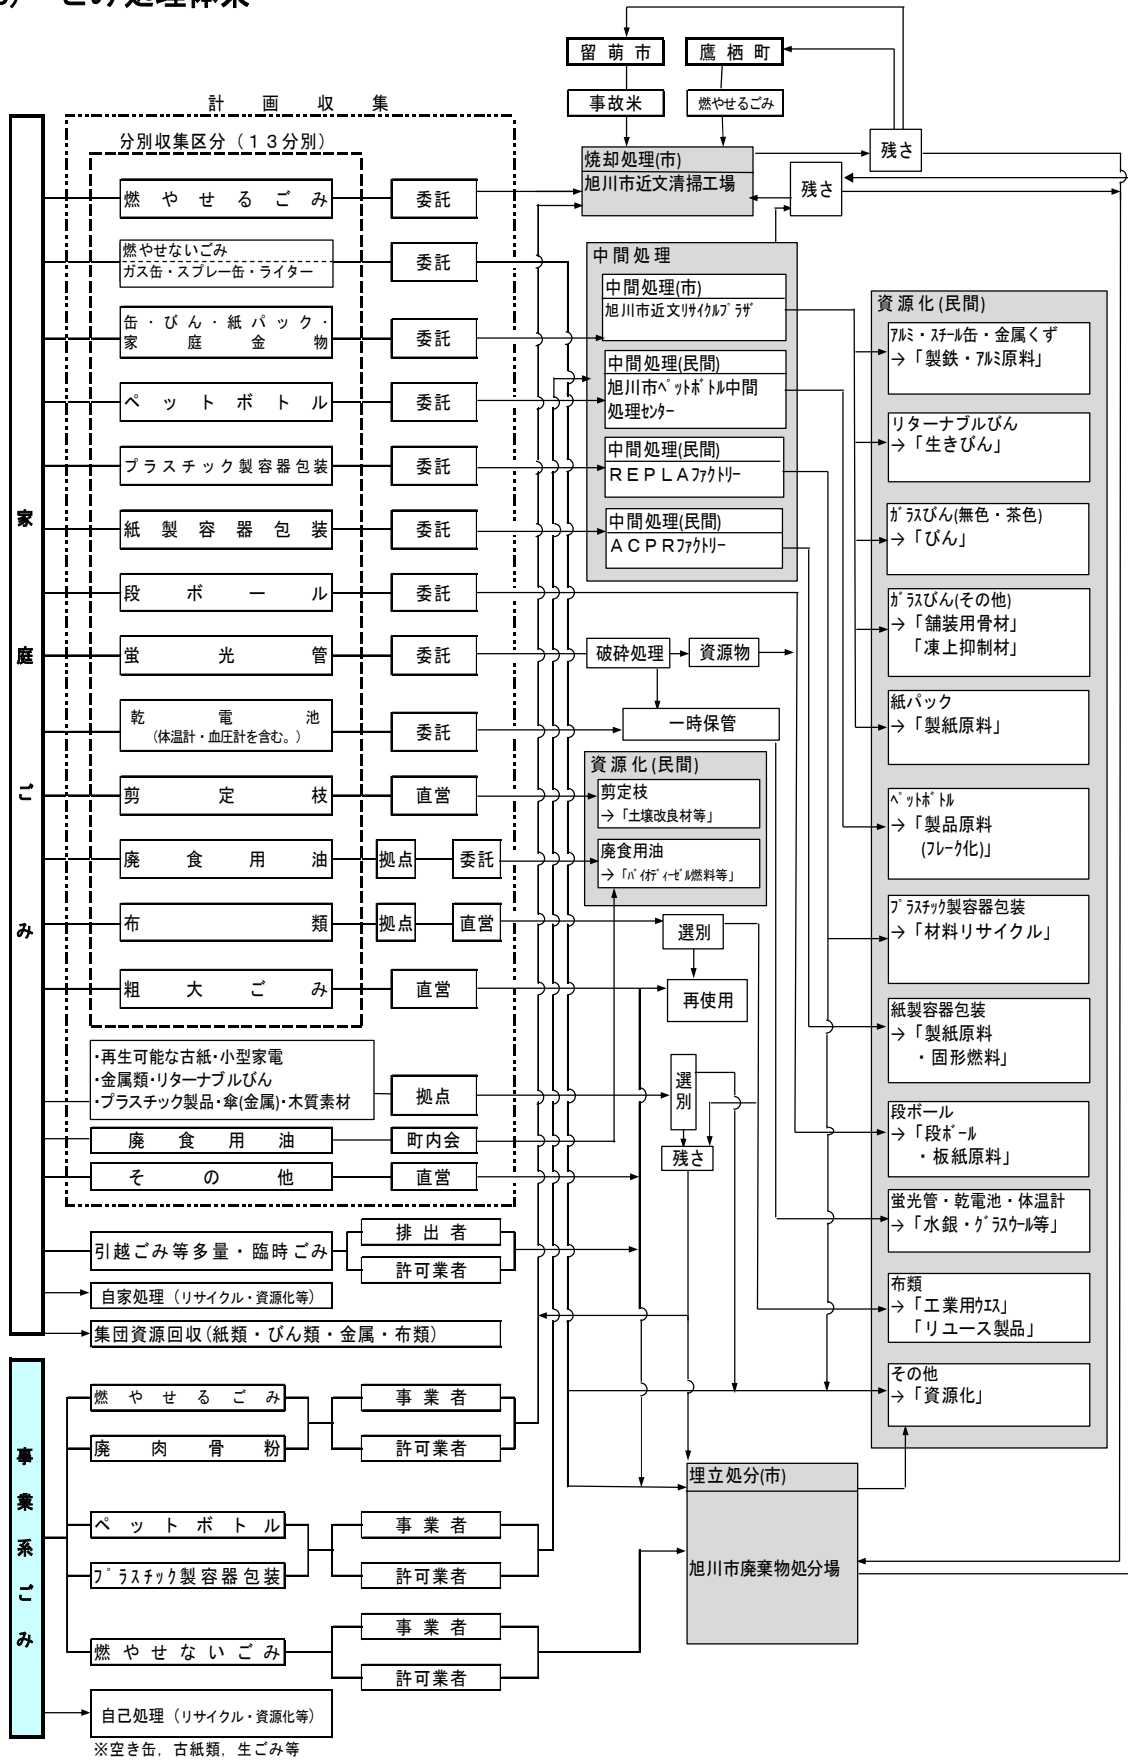 ごみ処理体系
留萌市
鷹栖町
事故米
燃やせるごみ
残さ
残さ
計画収集
分別収集区分（１３分別）
家庭ごみ
燃やせるごみ
委託
焼却処理(市)
旭川市近文清掃工場
燃やせないごみ
ガス缶・スプレー缶・ライター
委託
缶・びん・紙パック・
家庭金物
委託
ペットボトル
委託
プラスチック製容器包装
委託
紙製容器包装
委託
段ボール
委託
蛍光管
委託
乾電池
(体温計・血圧計を含む。)
委託
剪定枝
直営
廃食用油
拠点
委託
布類
拠点
直営
粗大ごみ
直営
中間処理
中間処理(市)
旭川市近文ﾘｻｲｸﾙﾌﾟﾗｻﾞ
中間処理(民間)
旭川市ﾍﾟｯﾄﾎﾞﾄﾙ中間
処理ｾﾝﾀｰ
中間処理(民間)
ＲＥＰＬＡﾌｧｸﾄﾘｰ
中間処理(民間)
ＡＣＰＲﾌｧｸﾄﾘｰ
破砕処理
資源物
一時保管
資源化(民間)
剪定枝
→「土壌改良材等」
廃食用油
→「ﾊﾞｲｵﾃﾞｨｰｾﾞﾙ燃料等」
選別
再使用
・再生可能な古紙・小型家電
・金属類・リターナブルびん
・プラスチック製品・傘(金属)・木質素材
拠点
選別
残さ
廃食用油
町内会
その他
直営
引越ごみ等多量・臨時ごみ
排出者
許可業者
自家処理（リサイクル・資源化等）
集団資源回収(紙類・びん類・金属・布類)
資源化(民間)
ｱﾙﾐ・ｽﾁｰﾙ缶・金属くず
→「製鉄・ｱﾙﾐ原料」
リターナブルびん
→「生きびん」
ｶﾞﾗｽびん(無色・茶色)
→「びん」
ｶﾞﾗｽびん(その他)
→「舗装用骨材」
「凍上抑制材」
紙パック
→「製紙原料」
ﾍﾟｯﾄﾎﾞﾄﾙ
→「製品原料
(ﾌﾚｰｸ化)」
ﾌﾟﾗｽﾁｯｸ製容器包装
→「材料リサイクル」
紙製容器包装
→「製紙原料
・固形燃料」
段ボール
→「段ﾎﾞｰﾙ
・板紙原料」
蛍光管・乾電池・体温計
→「水銀・ｸﾞﾗｽｳｰﾙ等」
布類
→「工業用ｳｴｽ」
「リユース製品」
その他
→「資源化」
事業系ごみ
燃やせるごみ
廃肉骨粉
事業者
許可業者
ペットボトル
ﾌﾟﾗｽﾁｯｸ製容器包装
事業者
許可業者
燃やせないごみ
事業者
許可業者
埋立処分(市)
旭川市廃棄物処分場
自己処理（リサイクル・資源化等）
※空き缶，古紙類，生ごみ等